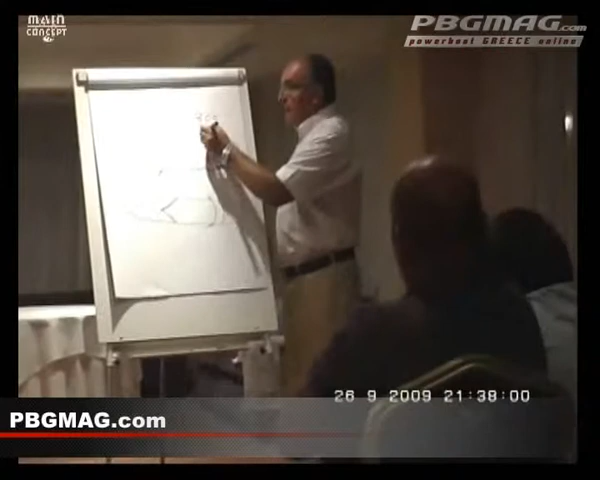 MAIN
CONCEPT
PBGMAG.com
powerboat GREECE online
26 9 2009 21:38:00
PBGMAG.com